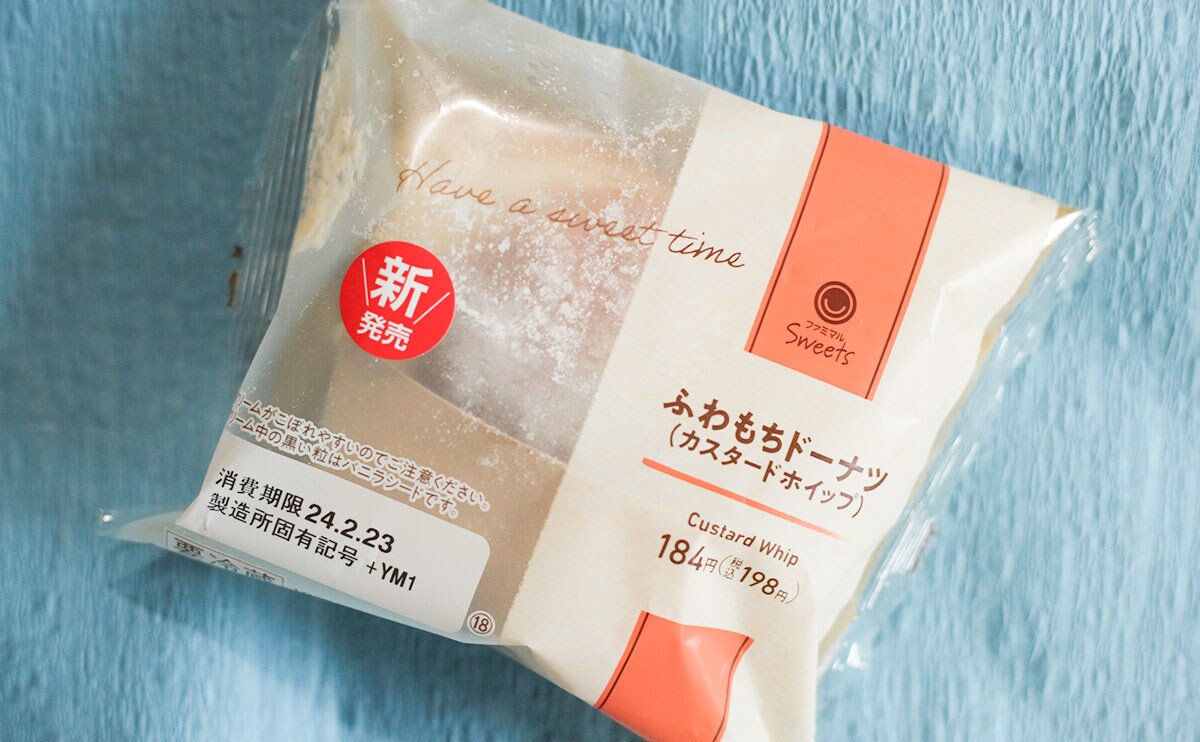 Have a sweet time
新
発売
ファミマル
Sweets
ふわもちドーナツ
(カスタードホイップ)
Custard Whip
184円(税込198円)
ームがこぼれやすいのでご注意ください。
ーム中の黒い粒はバニラシードです。
消費期限 24.2.23
製造所固有記号 +YM1
要冷蔵
18